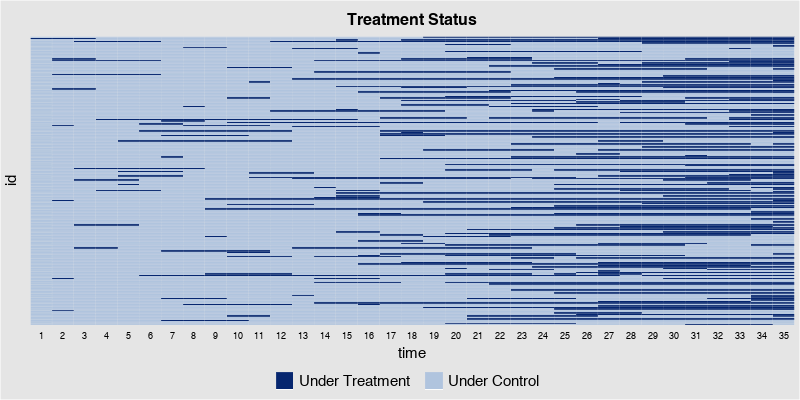 Treatment Status
id
1 2 3 4 5 6 7 8 9 10 11 12 13 14 15 16 17 18 19 20 21 22 23 24 25 26 27 28 29 30 31 32 33 34 35
time
Under Treatment Under Control